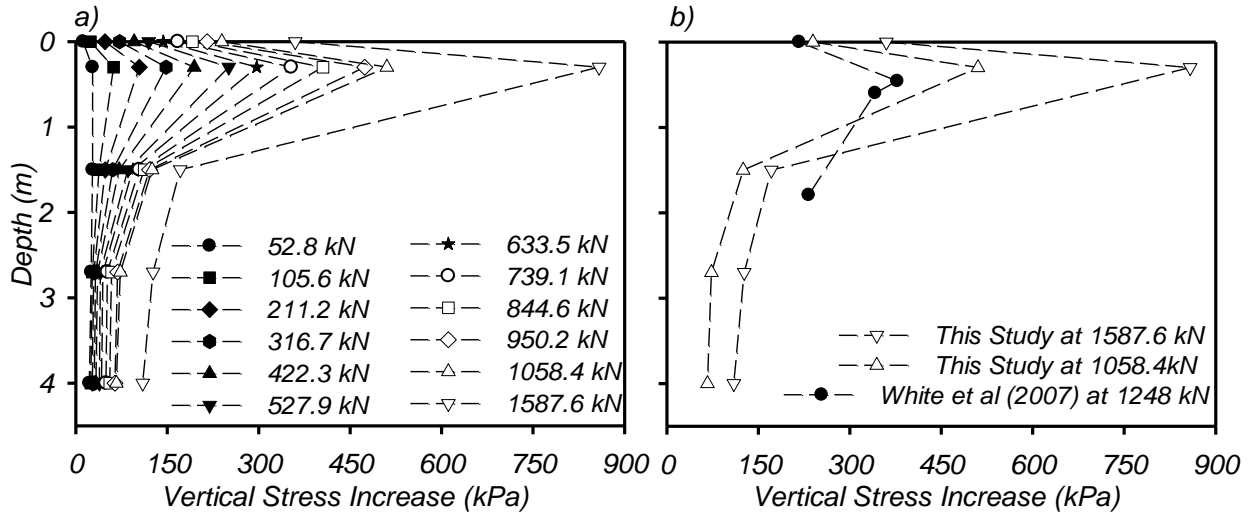 a)
0
1
2
3
4
Depth (m)
52.8 kN
105.6 kN
211.2 kN
316.7 kN
422.3 kN
527.9 kN
633.5 kN
739.1 kN
844.6 kN
950.2 kN
1058.4 kN
1587.6 kN
0 150 300 450 600 750 900
Vertical Stress Increase (kPa)
b)
This Study at 1587.6 kN
This Study at 1058.4kN
White et al (2007) at 1248 kN
150 300 450 600 750 900
Vertical Stress Increase (kPa)